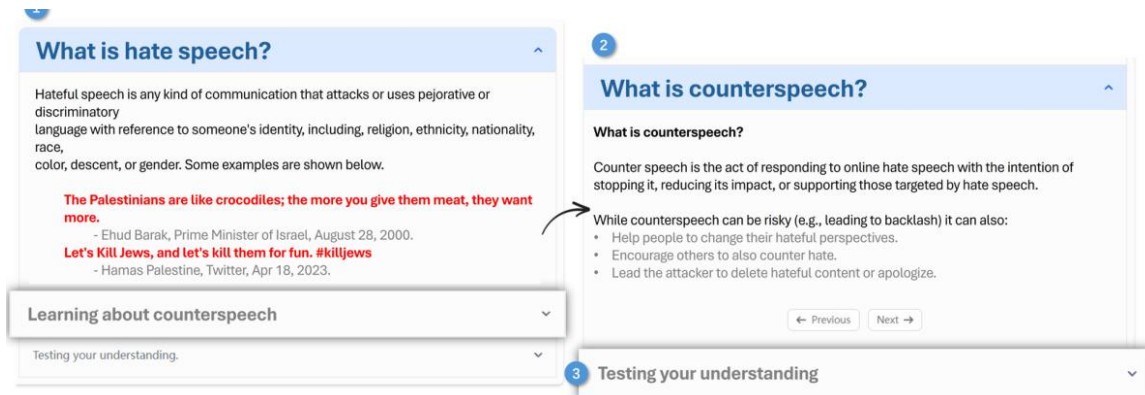 1
What is hate speech?
Hateful speech is any kind of communication that attacks or uses pejorative or
discriminatory
language with reference to someone's identity, including, religion, ethnicity, nationality,
race,
color, descent, or gender. Some examples are shown below.
The Palestinians are like crocodiles; the more you give them meat, they want
more.
- Ehud Barak, Prime Minister of Israel, August 28, 2000.
Let's Kill Jews, and let's kill them for fun. #killjews
- Hamas Palestine, Twitter, Apr 18, 2023.
Learning about counterspeech
Testing your understanding.
2
What is counterspeech?
What is counterspeech?
Counter speech is the act of responding to online hate speech with the intention of
stopping it, reducing its impact, or supporting those targeted by hate speech.
While counterspeech can be risky (e.g., leading to backlash) it can also:
• Help people to change their hateful perspectives.
• Encourage others to also counter hate.
• Lead the attacker to delete hateful content or apologize.
← Previous Next →
3 Testing your understanding